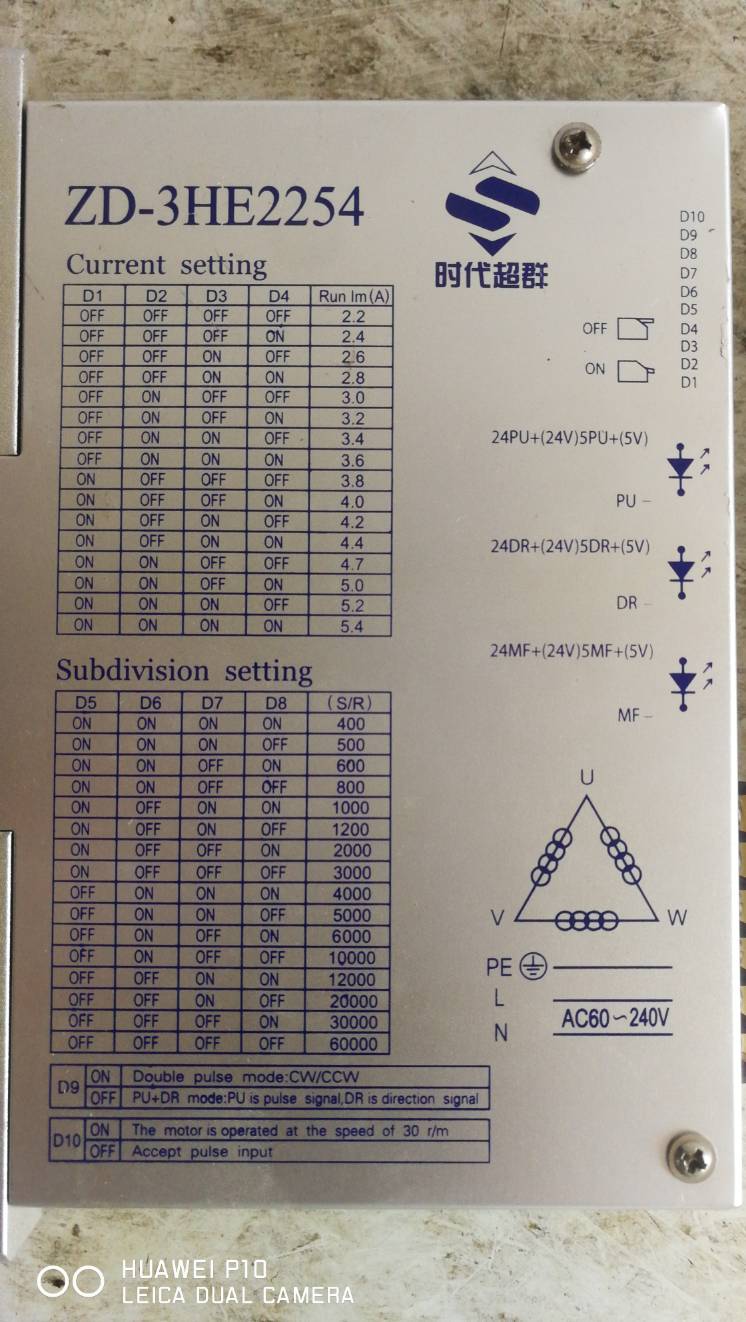 ZD-3HE2254
时代超群
Current setting
D1 D2 D3 D4 Run Im(A)
OFF OFF OFF OFF 2.2
OFF OFF OFF ON 2.4
OFF OFF ON OFF 2.6
OFF OFF ON ON 2.8
OFF ON OFF OFF 3.0
OFF ON OFF ON 3.2
OFF ON ON OFF 3.4
OFF ON ON ON 3.6
ON OFF OFF OFF 3.8
ON OFF OFF ON 4.0
ON OFF ON OFF 4.2
ON OFF ON ON 4.4
ON ON OFF OFF 4.7
ON ON OFF ON 5.0
ON ON ON OFF 5.2
ON ON ON ON 5.4
Subdivision setting
D5 D6 D7 D8 (S/R)
ON ON ON ON 400
ON ON ON OFF 500
ON ON OFF ON 600
ON ON OFF OFF 800
ON OFF ON ON 1000
ON OFF ON OFF 1200
ON OFF OFF ON 2000
ON OFF OFF ON 3000
OFF ON ON ON 4000
OFF ON ON OFF 5000
OFF ON OFF ON 6000
OFF ON OFF OFF 10000
OFF OFF ON ON 12000
OFF OFF ON OFF 20000
OFF OFF OFF ON 30000
OFF OFF OFF OFF 60000
D9 ON Double pulse mode:CW/CCW
OFF PU+DR mode:PU is pulse signal,DR is direction signal
D10 ON The motor is operated at the speed of 30 r/m
OFF Accept pulse input
D10
D9
D8
D7
D6
D5
D4
D3
D2
D1
OFF
ON
24PU+(24V)5PU+(5V)
PU -
24DR+(24V)5DR+(5V)
DR -
24MF+(24V)5MF+(5V)
MF -
U
V W
PE
L
AC60~240V
N
HUAWEI P10
LEICA DUAL CAMERA